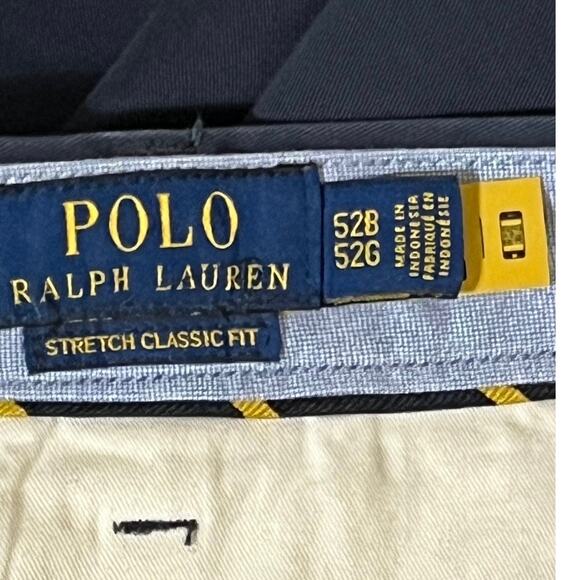 POLO
RALPH LAUREN
STRETCH CLASSIC FIT
52B
52G
MADE IN
INDONESIA
FABRIQUÉ EN
INDONÉSIE